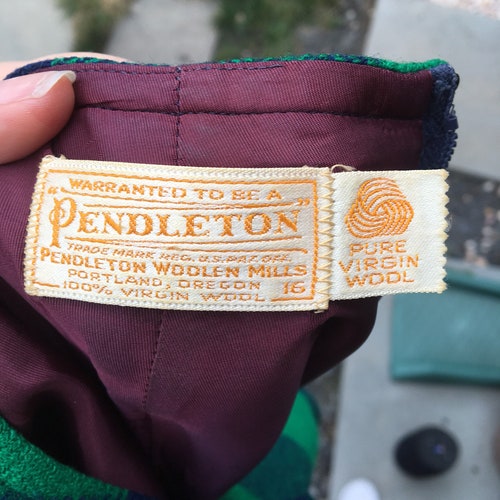 WARRANTED TO BE A
"PENDLETON"
TRADE MARK REG. U.S. PAT. OFF.
PENDLETON WOOLEN MILLS
PORTLAND, OREGON 16
100% VIRGIN WOOL
PURE
VIRGIN
WOOL